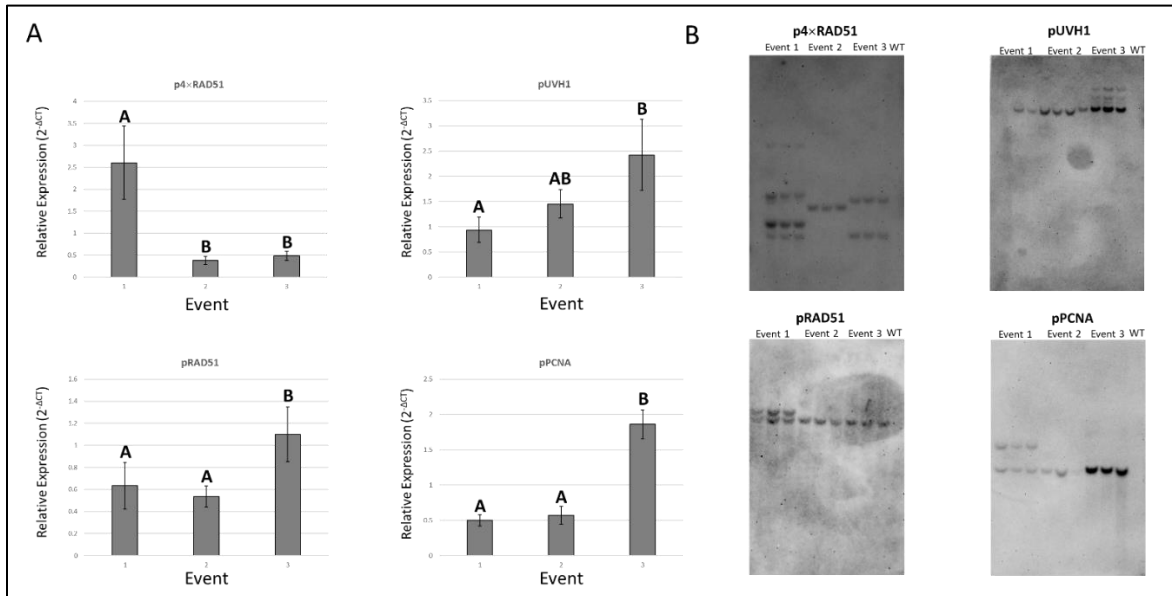 A
p4×RAD51
Relative Expression (2^-ΔCT)
4
3.5
3
2.5
2
1.5
1
0.5
0
A
B
B
1 2 3
Event
pUVH1
Relative Expression (2^-ΔCT)
3.5
3
2.5
2
1.5
1
0.5
0
A
AB
B
1 2 3
Event
pRAD51
Relative Expression (2^-ΔCT)
1.6
1.4
1.2
1
0.8
0.6
0.4
0.2
0
A
A
B
1 2 3
Event
pPCNA
Relative Expression (2^-ΔCT)
2.5
2
1.5
1
0.5
0
A
A
B
1 2 3
Event
B
p4×RAD51
Event 1 Event 2 Event 3 WT
pUVH1
Event 1 Event 2 Event 3 WT
pRAD51
Event 1 Event 2 Event 3 WT
pPCNA
Event 1 Event 2 Event 3 WT